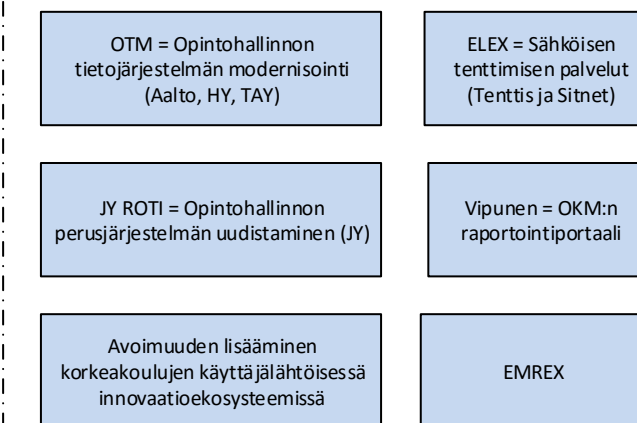 OTM = Opintohallinnon
tietojärjestelmän modernisointi
(Aalto, HY, TAY)
ELEX = Sähköisen
tenttimisen palvelut
(Tenttis ja Sitnet)
JY ROTI = Opintohallinnon
perusjärjestelmän uudistaminen (JY)
Vipunen = OKM:n
raportointiportaali
Avoimuuden lisääminen
korkeakoulujen käyttäjälähtöisessä
innovaatioekosysteemissä
EMREX